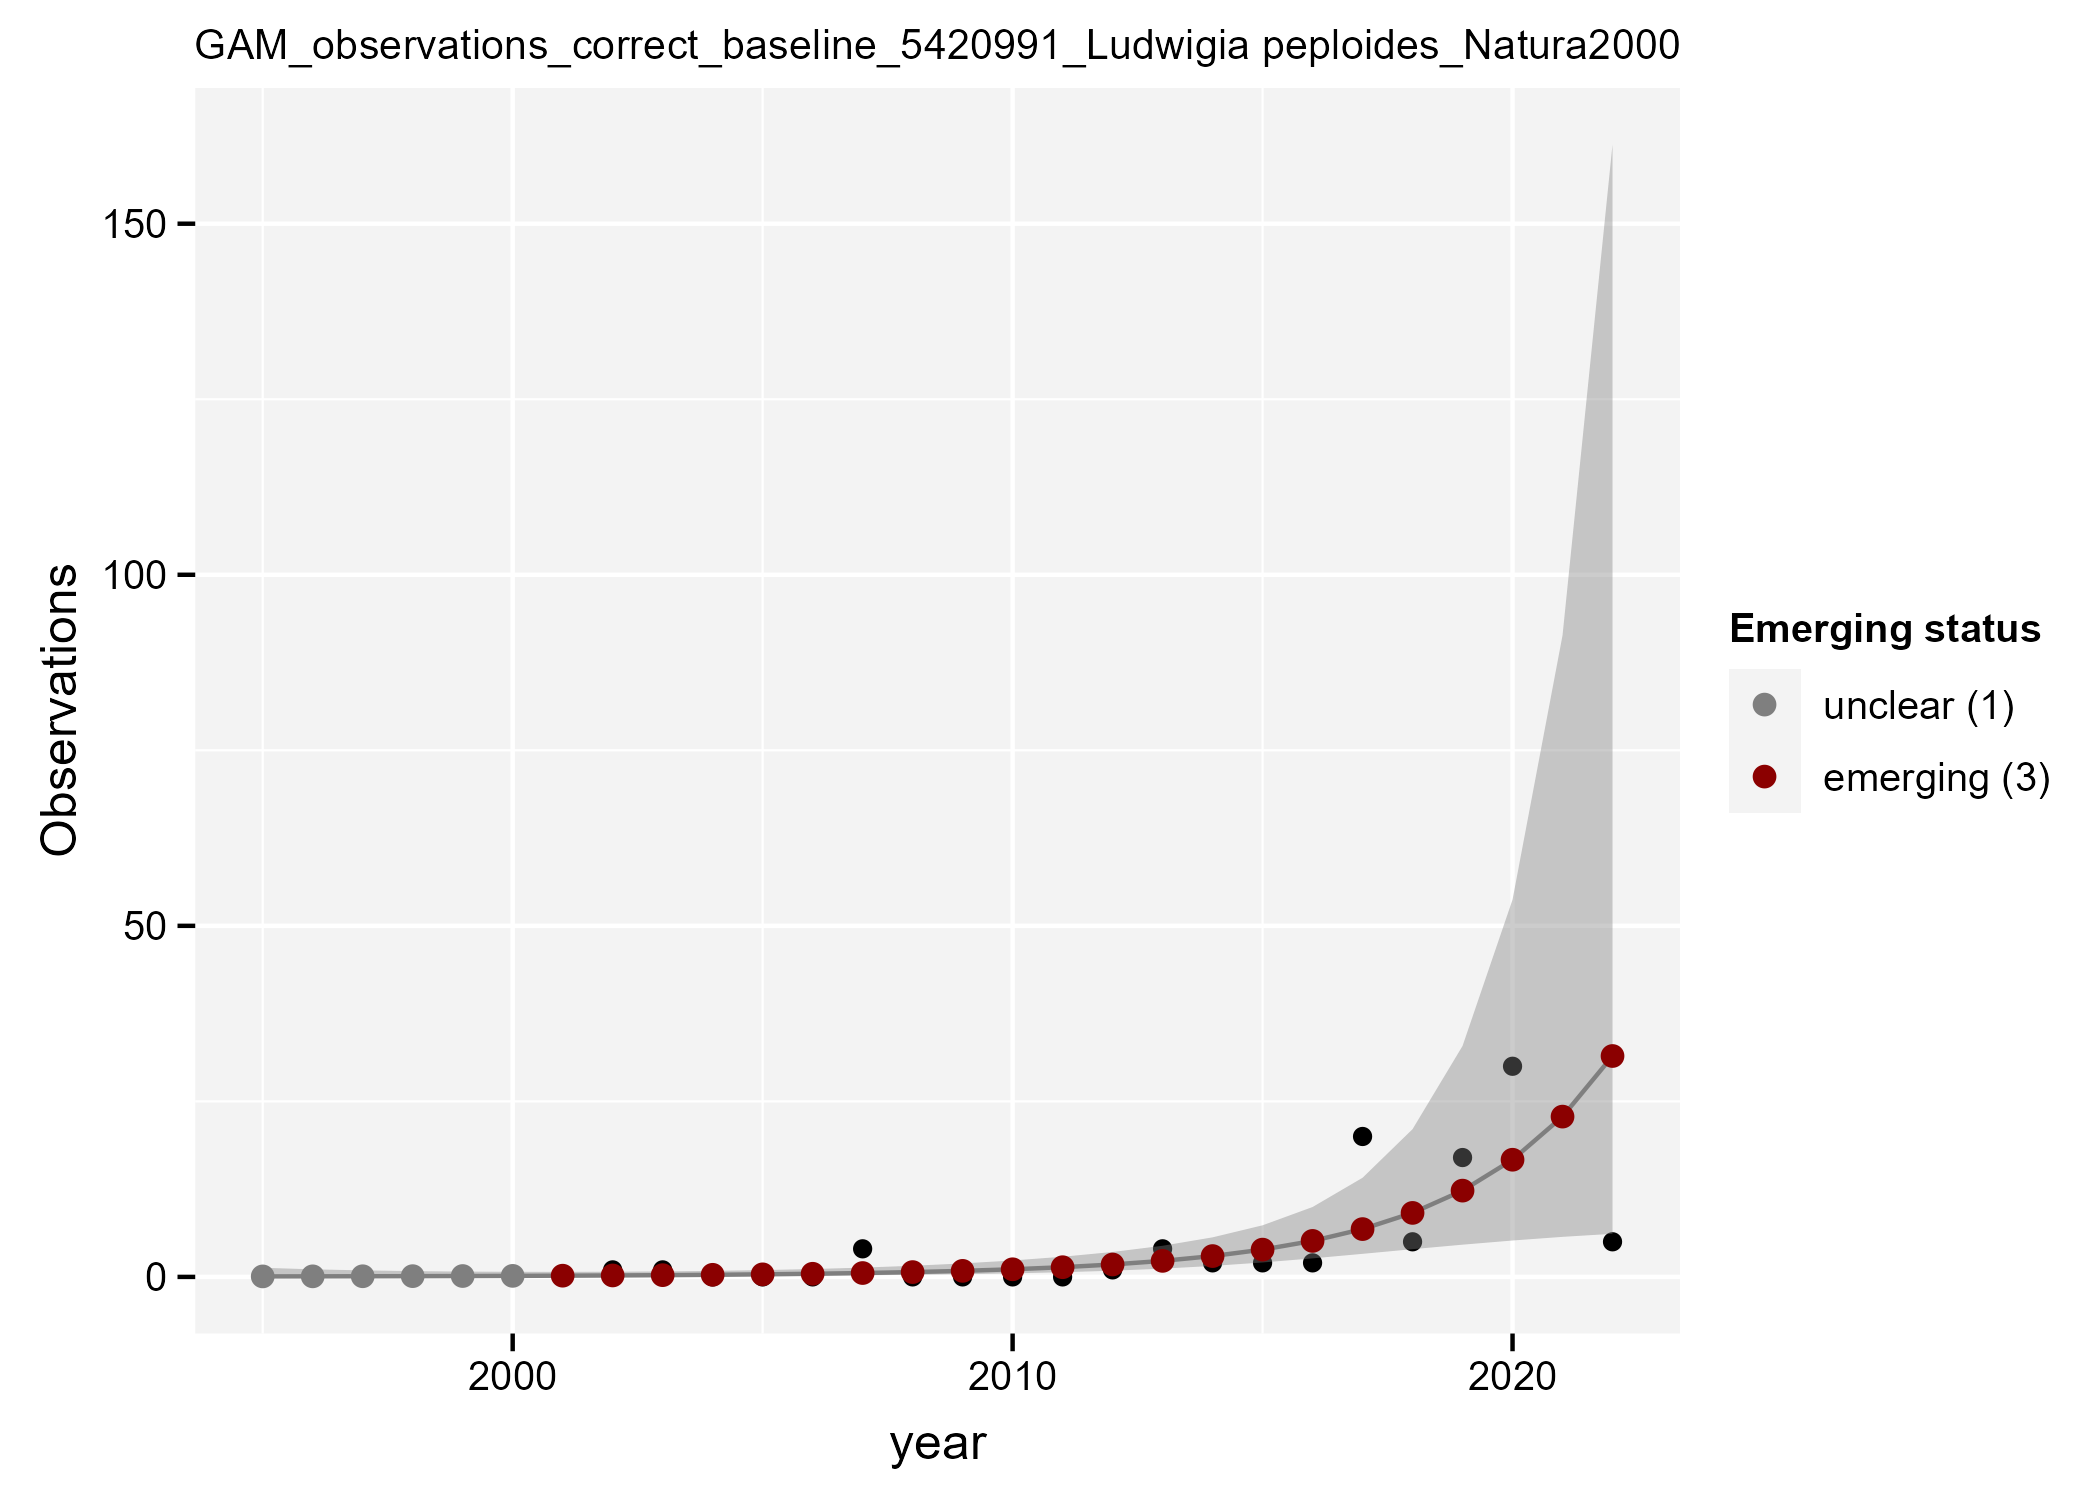 GAM_observations_correct_baseline_5420991_Ludwigia peploides_Natura2000
Observations
150
100
50
0
2000
2010
2020
year
Emerging status
unclear (1)
emerging (3)